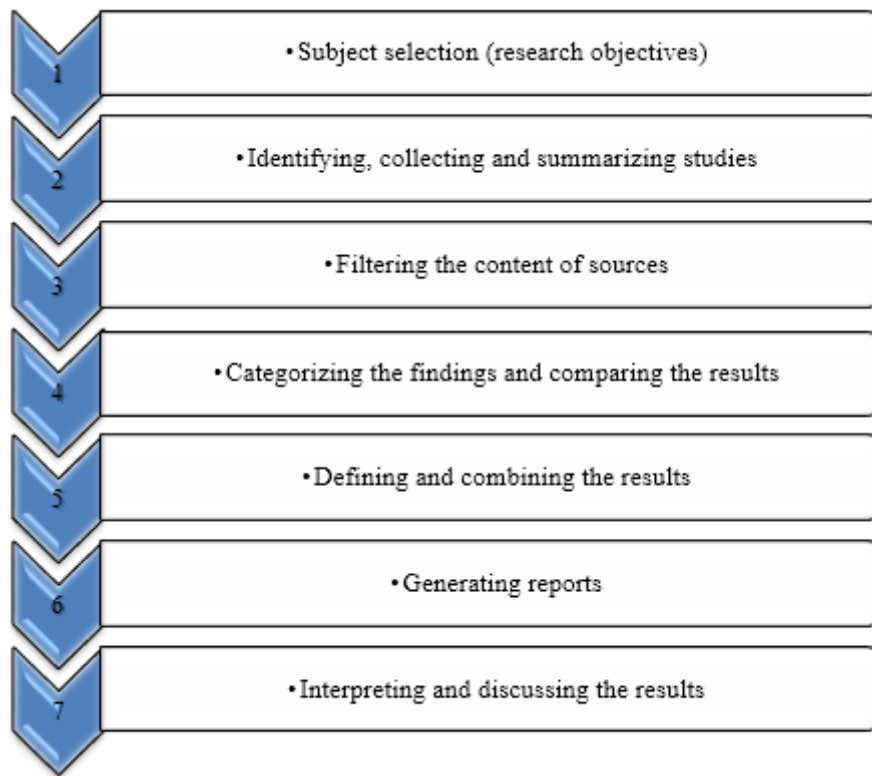 1
•Subject selection (research objectives)
2
•Identifying, collecting and summarizing studies
3
•Filtering the content of sources
4
•Categorizing the findings and comparing the results
5
•Defining and combining the results
6
•Generating reports
7
•Interpreting and discussing the results